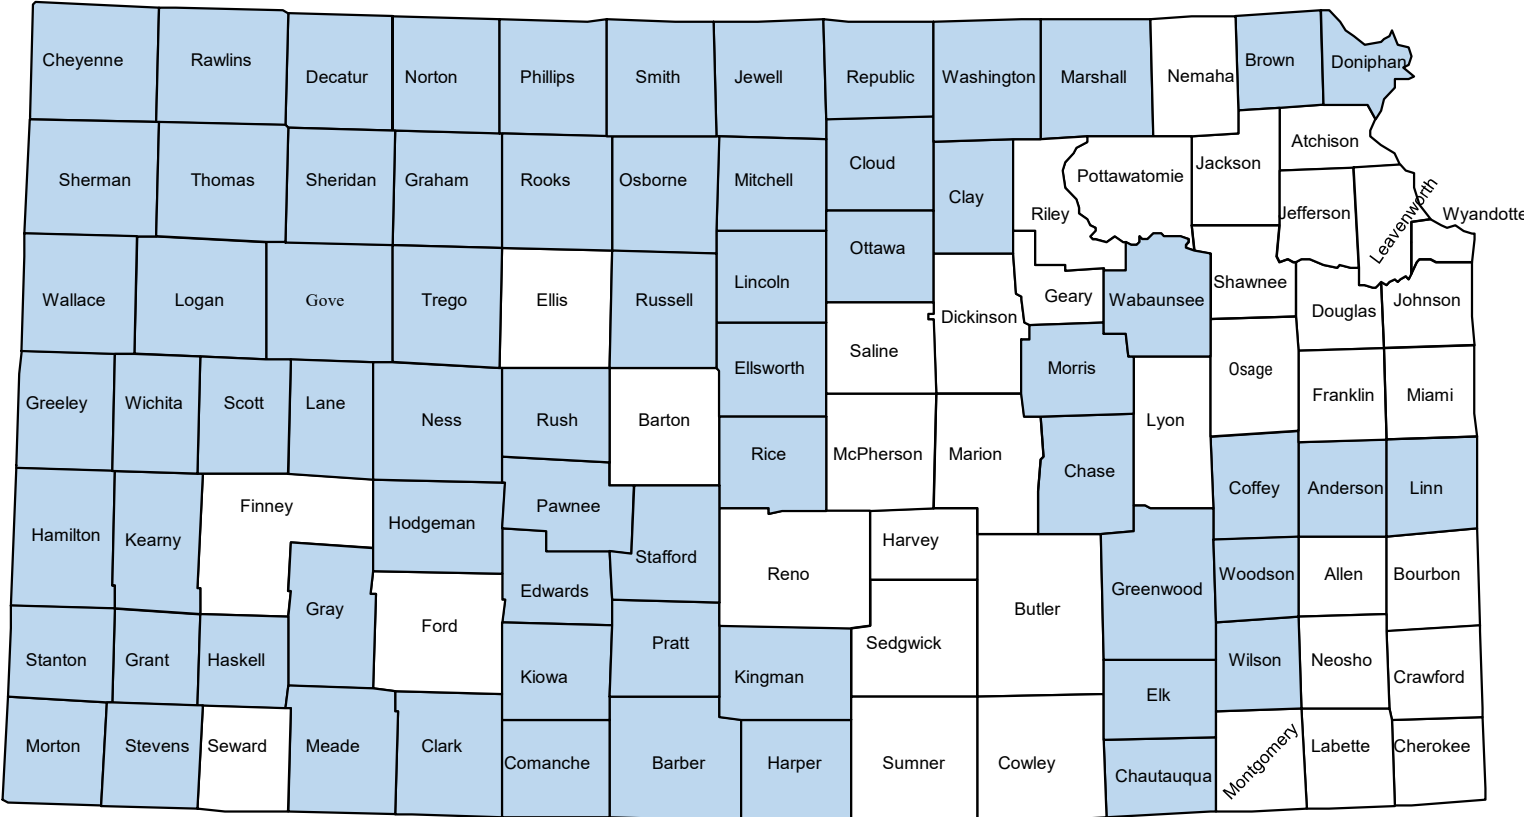 Cheyenne
Rawlins
Decatur
Norton
Phillips
Smith
Jewell
Republic
Washington
Marshall
Nemaha
Brown
Doniphan
Sherman
Thomas
Sheridan
Graham
Rooks
Osborne
Mitchell
Cloud
Clay
Riley
Pottawatomie
Jackson
Atchison
Jefferson
Leavenworth
Wyandotte
Wallace
Logan
Gove
Trego
Ellis
Russell
Lincoln
Ottawa
Dickinson
Geary
Wabaunsee
Shawnee
Douglas
Johnson
Greeley
Wichita
Scott
Lane
Ness
Rush
Barton
Ellsworth
Saline
Morris
Lyon
Osage
Franklin
Miami
Rice
McPherson
Marion
Chase
Coffey
Anderson
Linn
Hamilton
Kearny
Finney
Hodgeman
Pawnee
Stafford
Edwards
Reno
Harvey
Butler
Greenwood
Woodson
Allen
Bourbon
Stanton
Grant
Haskell
Gray
Ford
Kiowa
Pratt
Kingman
Sedgwick
Elk
Wilson
Neosho
Crawford
Morton
Stevens
Seward
Meade
Clark
Comanche
Barber
Harper
Sumner
Cowley
Chautauqua
Montgomery
Labette
Cherokee